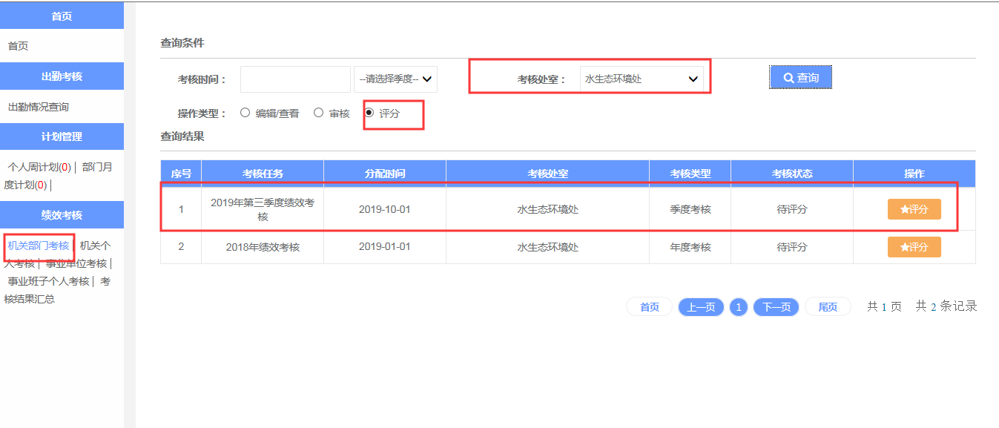 首页
首页
出勤考核
出勤情况查询
计划管理
个人周计划(0)│ 部门月
度计划(0)│
绩效考核
机关部门考核│ 机关个
人考核│ 事业单位考核│
事业班子个人考核│ 考
核结果汇总
查询条件
考核时间： --请选择季度-- 考核处室： 水生态环境处 查询
操作类型： 编辑/查看 审核 评分
查询结果
序号 考核任务 分配时间 考核处室 考核类型 考核状态 操作
1 2019年第三季度绩效考
核 2019-10-01 水生态环境处 季度考核 待评分 ★评分
2 2018年绩效考核 2019-01-01 水生态环境处 年度考核 待评分 ★评分
首页 上一页 1 下一页 尾页 共 1 页 共 2 条记录